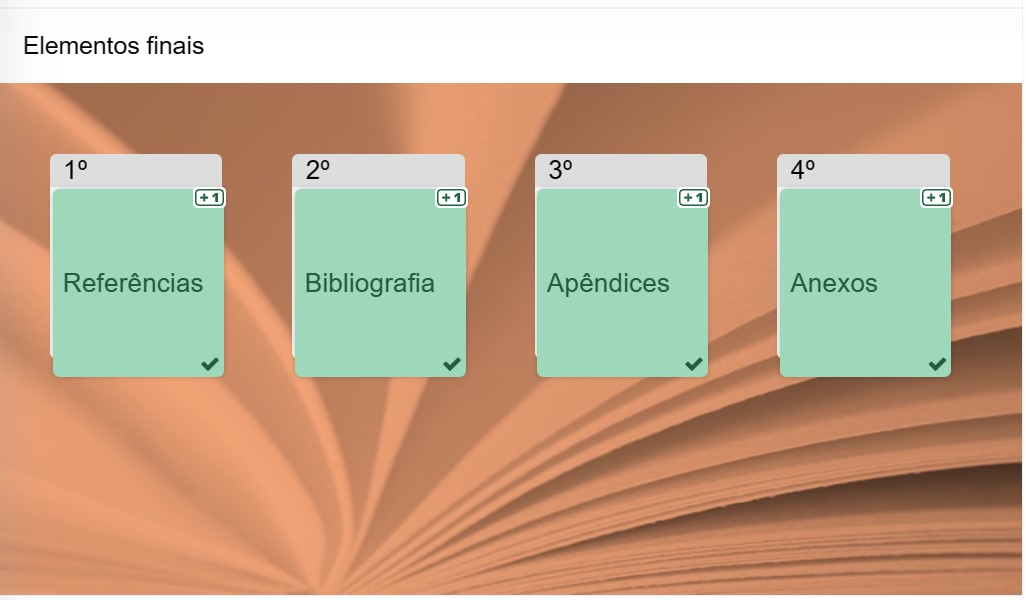 Elementos finais
1º
2º
3º
4º
+1
+1
+1
+1
Referências
Bibliografia
Apêndices
Anexos